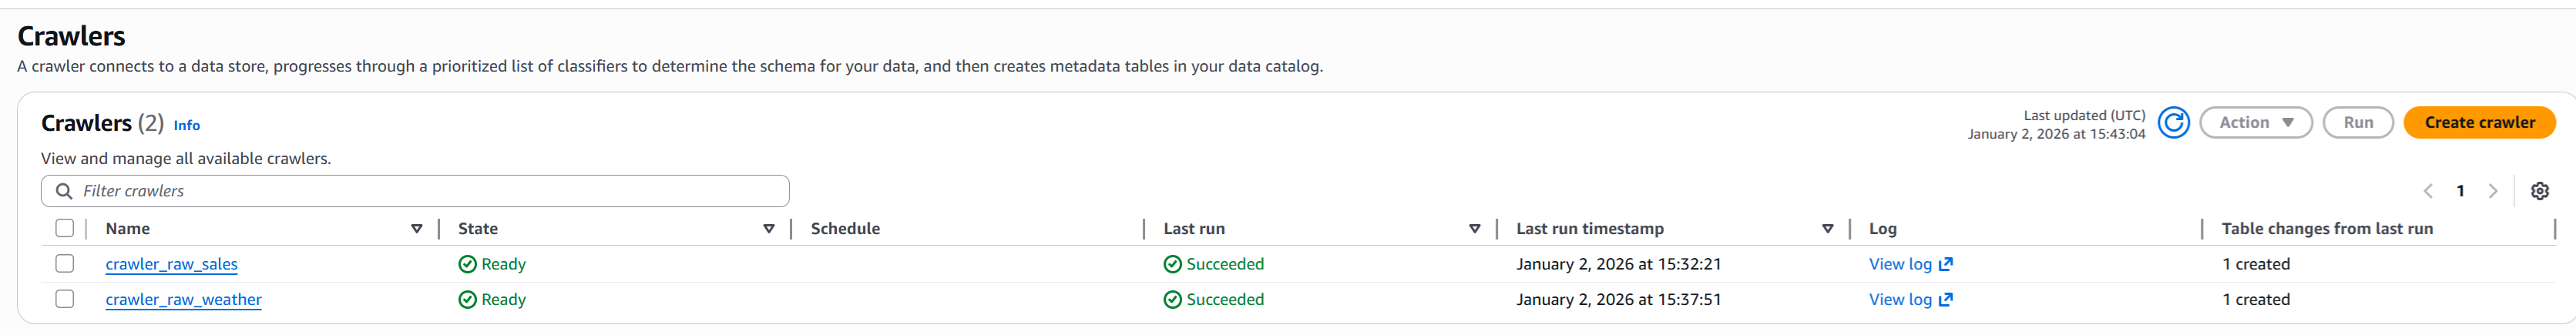 Crawlers
A crawler connects to a data store, progresses through a prioritized list of classifiers to determine the schema for your data, and then creates metadata tables in your data catalog.
Crawlers (2) Info
Last updated (UTC)
January 2, 2026 at 15:43:04
Action
Run
Create crawler
View and manage all available crawlers.
Filter crawlers
1
Name State Schedule Last run Last run timestamp Log Table changes from last run
crawler_raw_sales Ready Succeeded January 2, 2026 at 15:32:21 View log 1 created
crawler_raw_weather Ready Succeeded January 2, 2026 at 15:37:51 View log 1 created